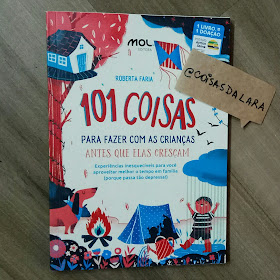 mol
EDITORA
1 LIVRO =
1 DOAÇÃO
@COISASDALARA
ROBERTA FARIA
101 COISAS
PARA FAZER COM AS CRIANÇAS
ANTES QUE ELAS CRESÇAM
Experiências inesquecíveis para você
aproveitar melhor o tempo em família
(porque passa tão depressa!)